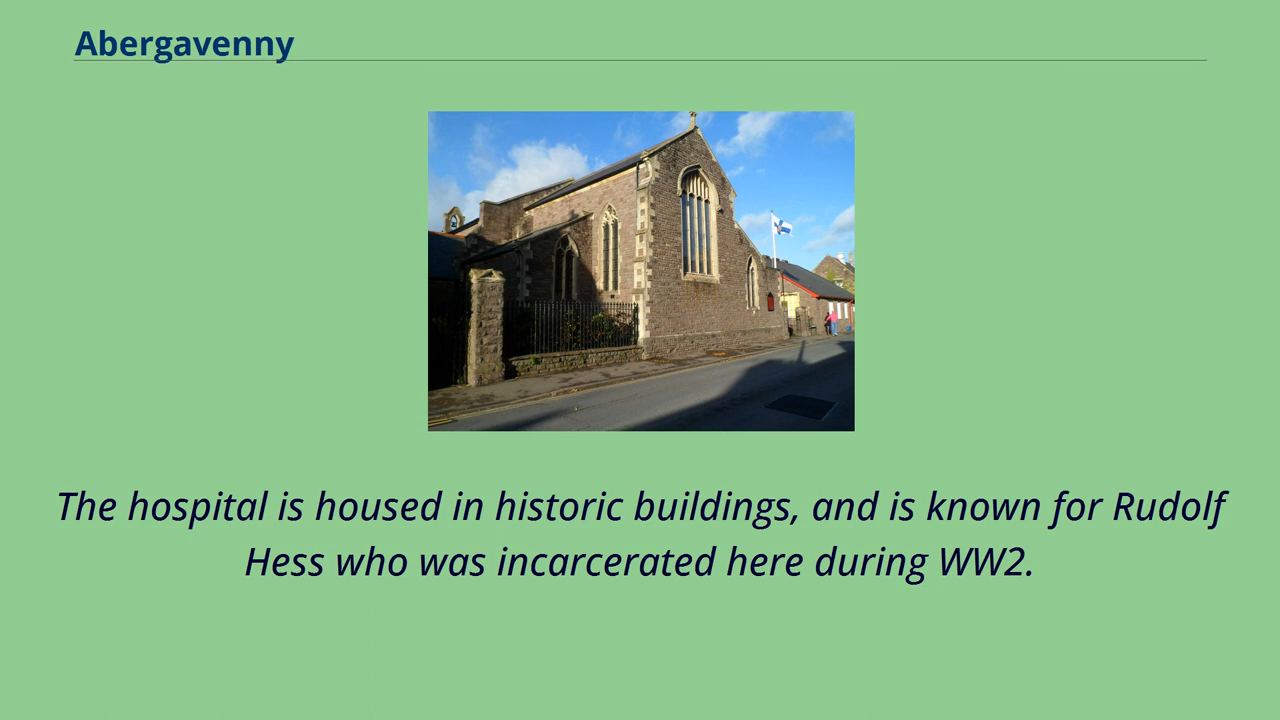 Abergavenny
The hospital is housed in historic buildings, and is known for Rudolf
Hess who was incarcerated here during WW2.